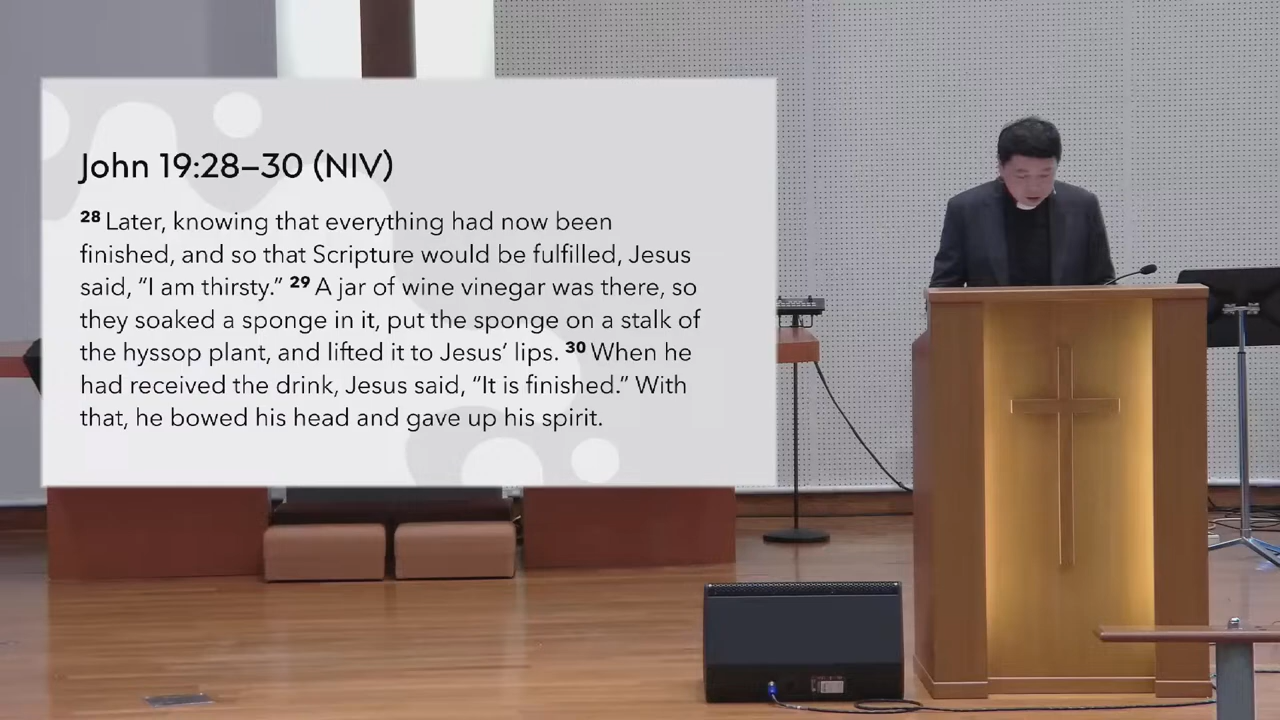 John 19:28–30 (NIV)
28 Later, knowing that everything had now been
finished, and so that Scripture would be fulfilled, Jesus
said, “I am thirsty.” 29 A jar of wine vinegar was there, so
they soaked a sponge in it, put the sponge on a stalk of
the hyssop plant, and lifted it to Jesus’ lips. 30 When he
had received the drink, Jesus said, “It is finished.” With
that, he bowed his head and gave up his spirit.